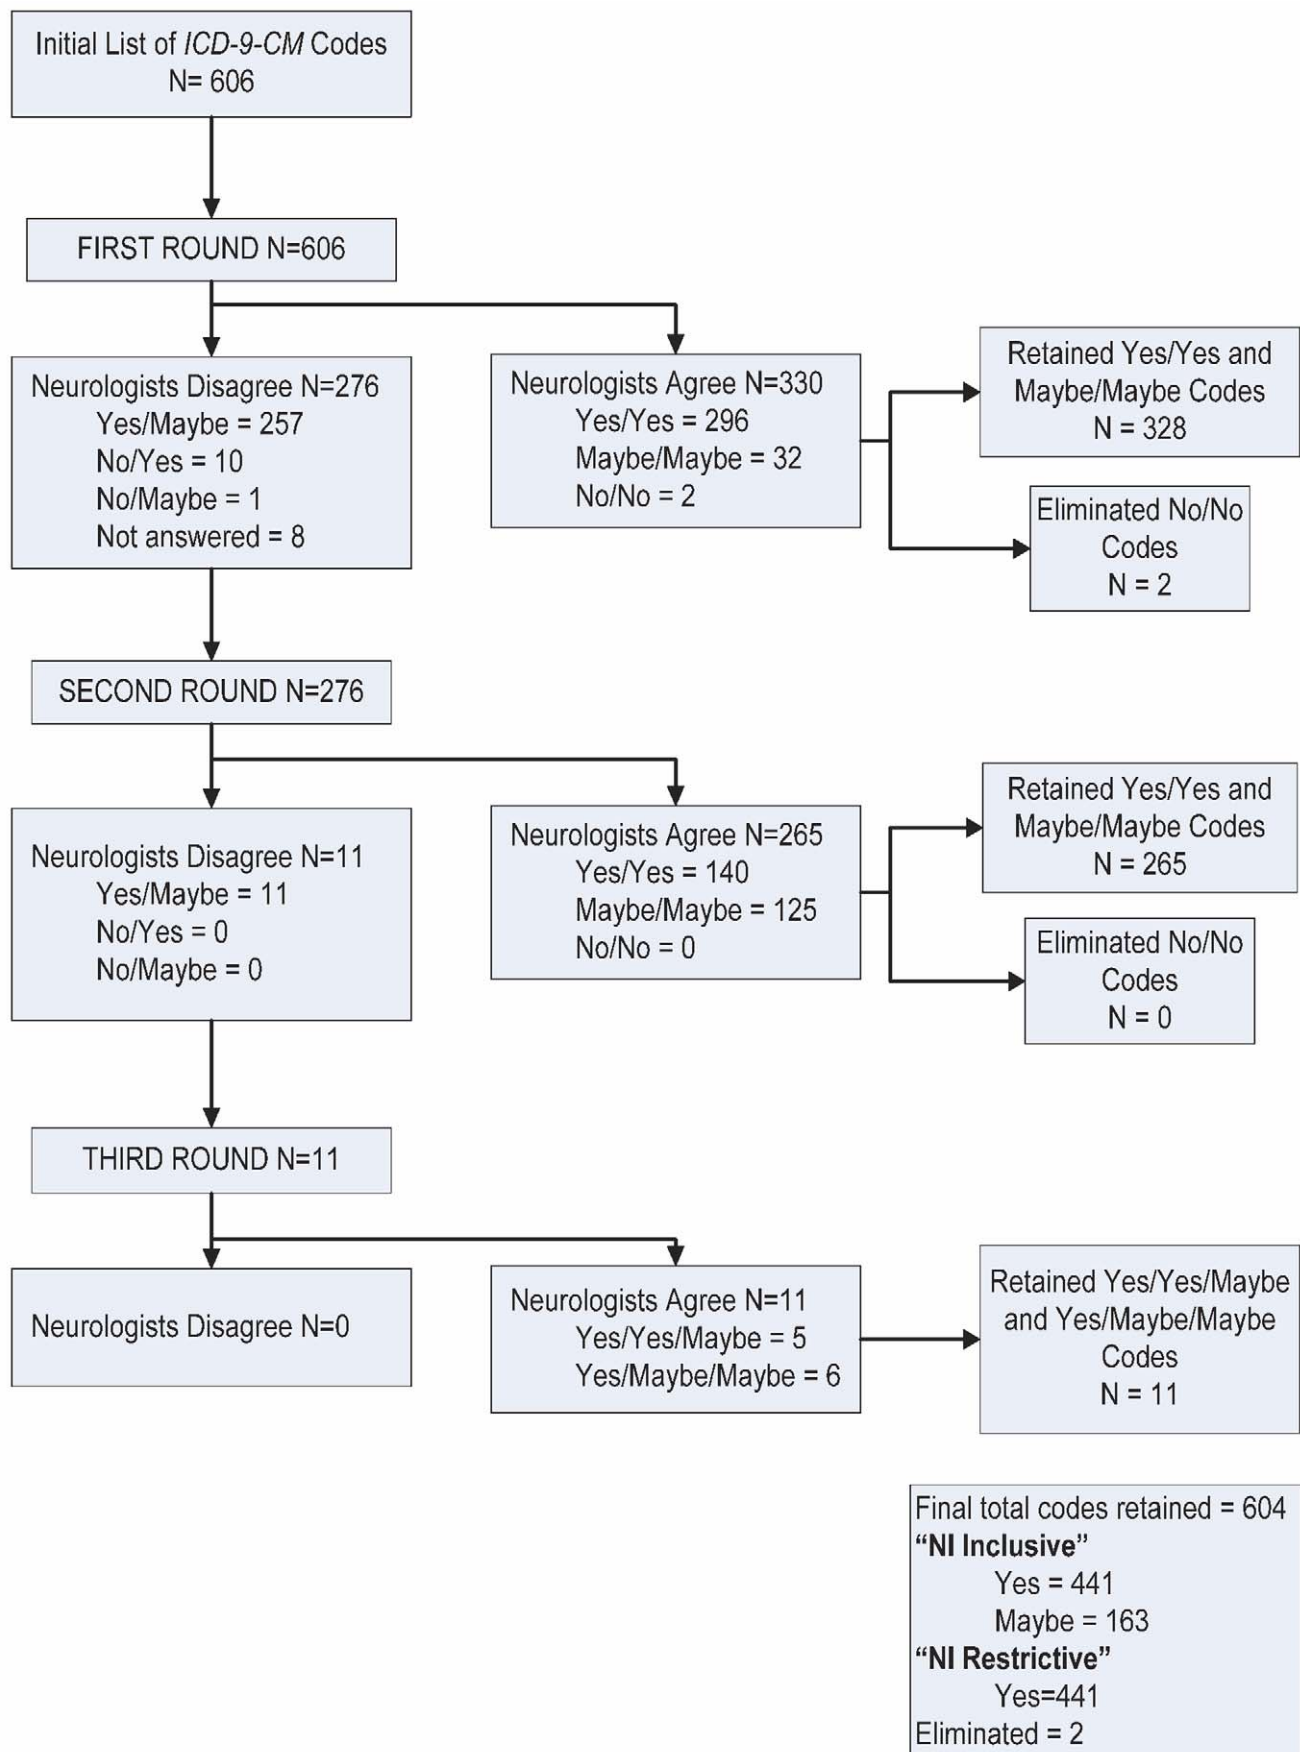 Initial List of ICD-9-CM Codes
N= 606
FIRST ROUND N=606
Neurologists Disagree N=276
Yes/Maybe = 257
No/Yes = 10
No/Maybe = 1
Not answered = 8
Neurologists Agree N=330
Yes/Yes = 296
Maybe/Maybe = 32
No/No = 2
Retained Yes/Yes and
Maybe/Maybe Codes
N = 328
Eliminated No/No
Codes
N = 2
SECOND ROUND N=276
Neurologists Disagree N=11
Yes/Maybe = 11
No/Yes = 0
No/Maybe = 0
Neurologists Agree N=265
Yes/Yes = 140
Maybe/Maybe = 125
No/No = 0
Retained Yes/Yes and
Maybe/Maybe Codes
N = 265
Eliminated No/No
Codes
N = 0
THIRD ROUND N=11
Neurologists Disagree N=0
Neurologists Agree N=11
Yes/Yes/Maybe = 5
Yes/Maybe/Maybe = 6
Retained Yes/Yes/Maybe
and Yes/Maybe/Maybe
Codes
N = 11
Final total codes retained = 604
“NI Inclusive”
Yes = 441
Maybe = 163
“NI Restrictive”
Yes=441
Eliminated = 2